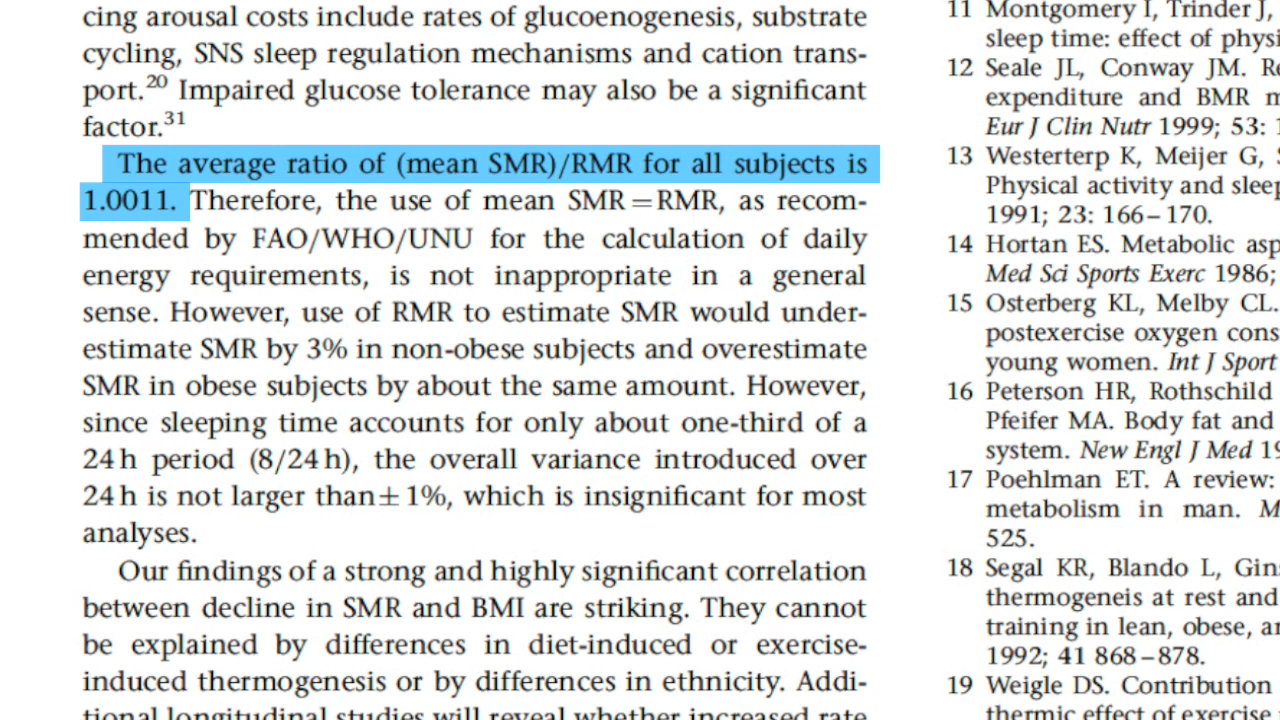 cing arousal costs include rates of glucoenogenesis, substrate
cycling, SNS sleep regulation mechanisms and cation trans-
port.20 Impaired glucose tolerance may also be a significant
factor.31
The average ratio of (mean SMR)/RMR for all subjects is
1.0011. Therefore, the use of mean SMR=RMR, as recom-
mended by FAO/WHO/UNU for the calculation of daily
energy requirements, is not inappropriate in a general
sense. However, use of RMR to estimate SMR would under-
estimate SMR by 3% in non-obese subjects and overestimate
SMR in obese subjects by about the same amount. However,
since sleeping time accounts for only about one-third of a
24 h period (8/24 h), the overall variance introduced over
24 h is not larger than ± 1%, which is insignificant for most
analyses.
Our findings of a strong and highly significant correlation
between decline in SMR and BMI are striking. They cannot
be explained by differences in diet-induced or exercise-
induced thermogenesis or by differences in ethnicity. Addi-
tional longitudinal studies will reveal whether increased rate
11 Montgomery I, Trinder J,
sleep time: effect of physi
12 Seale JL, Conway JM. Re
expenditure and BMR m
Eur J Clin Nutr 1999; 53: 1
13 Westerterp K, Meijer G, S
Physical activity and sleep
1991; 23: 166–170.
14 Hortan ES. Metabolic asp
Med Sci Sports Exerc 1986;
15 Osterberg KL, Melby CL.
postexercise oxygen cons
young women. Int J Sport
16 Peterson HR, Rothschild
Pfeifer MA. Body fat and
system. New Engl J Med 19
17 Poehlman ET. A review:
metabolism in man. M
525.
18 Segal KR, Blando L, Gins
thermogeneis at rest and
training in lean, obese, an
1992; 41 868–878.
19 Weigle DS. Contribution
thermic effect of exercise